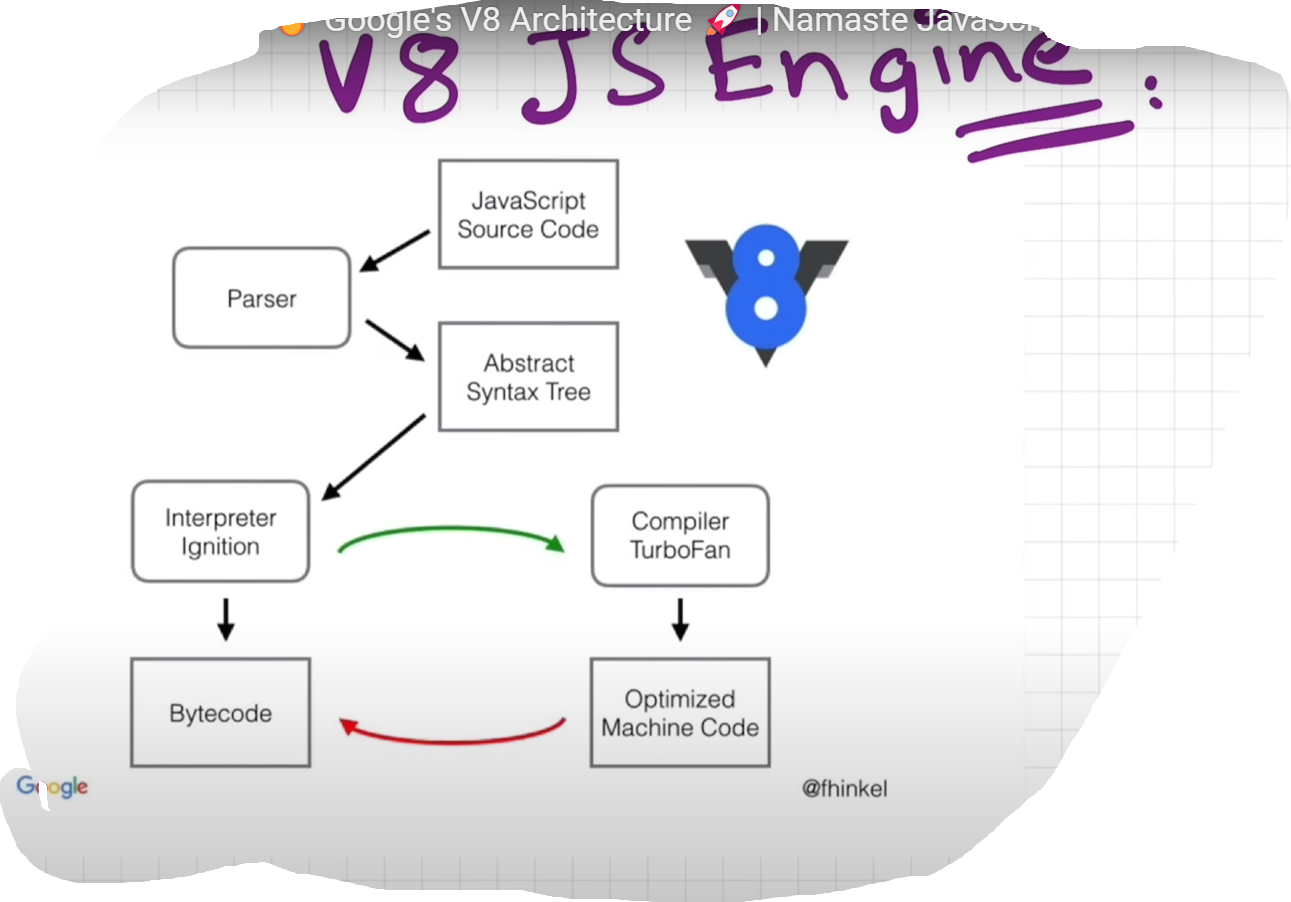 Google's V8 Architecture 🚀 | Namaste JavaScr
V8 JS Engine :
JavaScript
Source Code
Parser
Abstract
Syntax Tree
Interpreter
Ignition
Compiler
TurboFan
Bytecode
Optimized
Machine Code
Google
@fhinkel